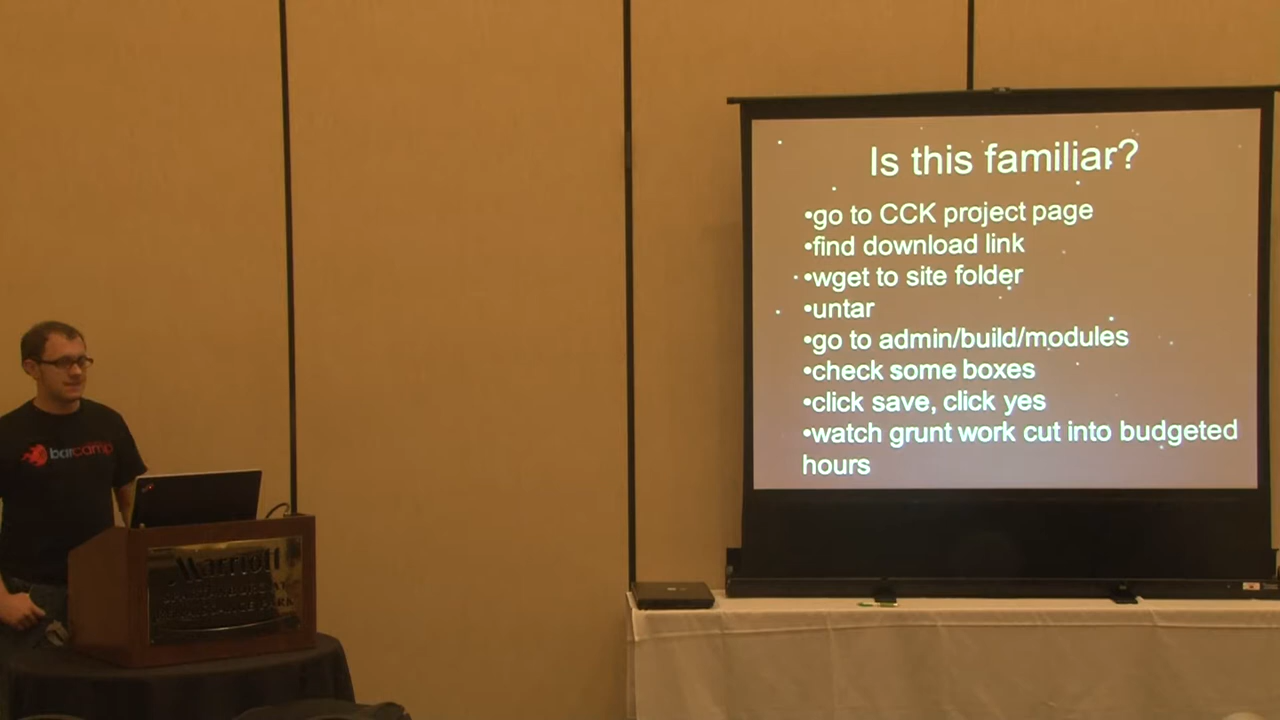 Is this familiar?
•go to CCK project page
•find download link
•wget to site folder
•untar
•go to admin/build/modules
•check some boxes
•click save, click yes
•watch grunt work cut into budgeted
hours
barcamp
Marriott